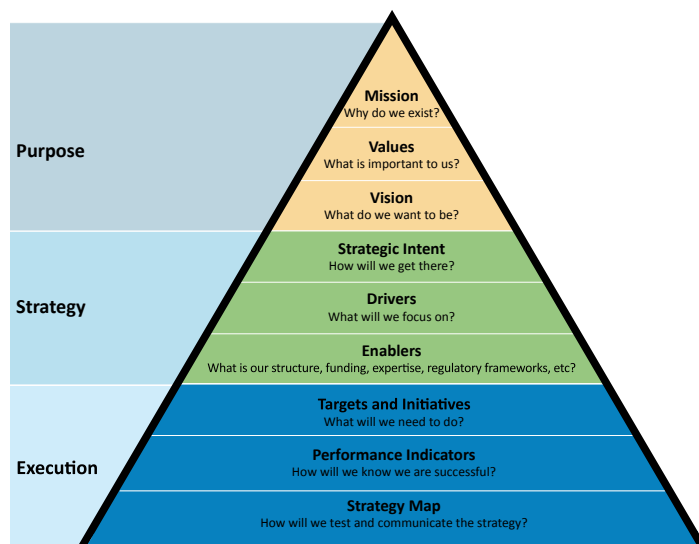 Purpose
Mission
Why do we exist?
Values
What is important to us?
Vision
What do we want to be?
Strategy
Strategic Intent
How will we get there?
Drivers
What will we focus on?
Enablers
What is our structure, funding, expertise, regulatory frameworks, etc?
Execution
Targets and Initiatives
What will we need to do?
Performance Indicators
How will we know we are successful?
Strategy Map
How will we test and communicate the strategy?